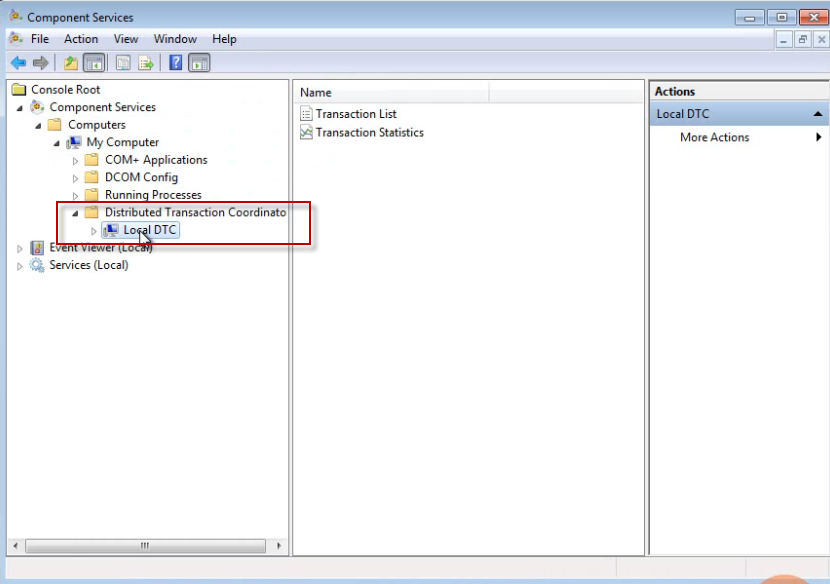 Component Services
File Action View Window Help
Console Root
Component Services
Computers
My Computer
COM+ Applications
DCOM Config
Running Processes
Distributed Transaction Coordinato
Local DTC
Event Viewer (Local)
Services (Local)
Name
Transaction List
Transaction Statistics
Actions
Local DTC
More Actions